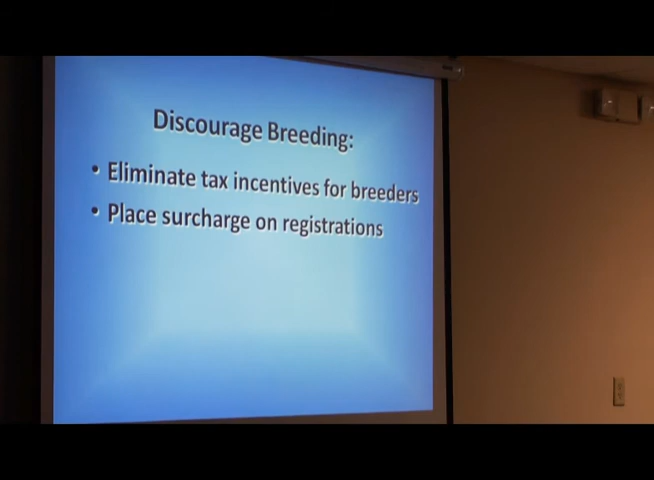 Discourage Breeding:
• Eliminate tax incentives for breeders
• Place surcharge on registrations